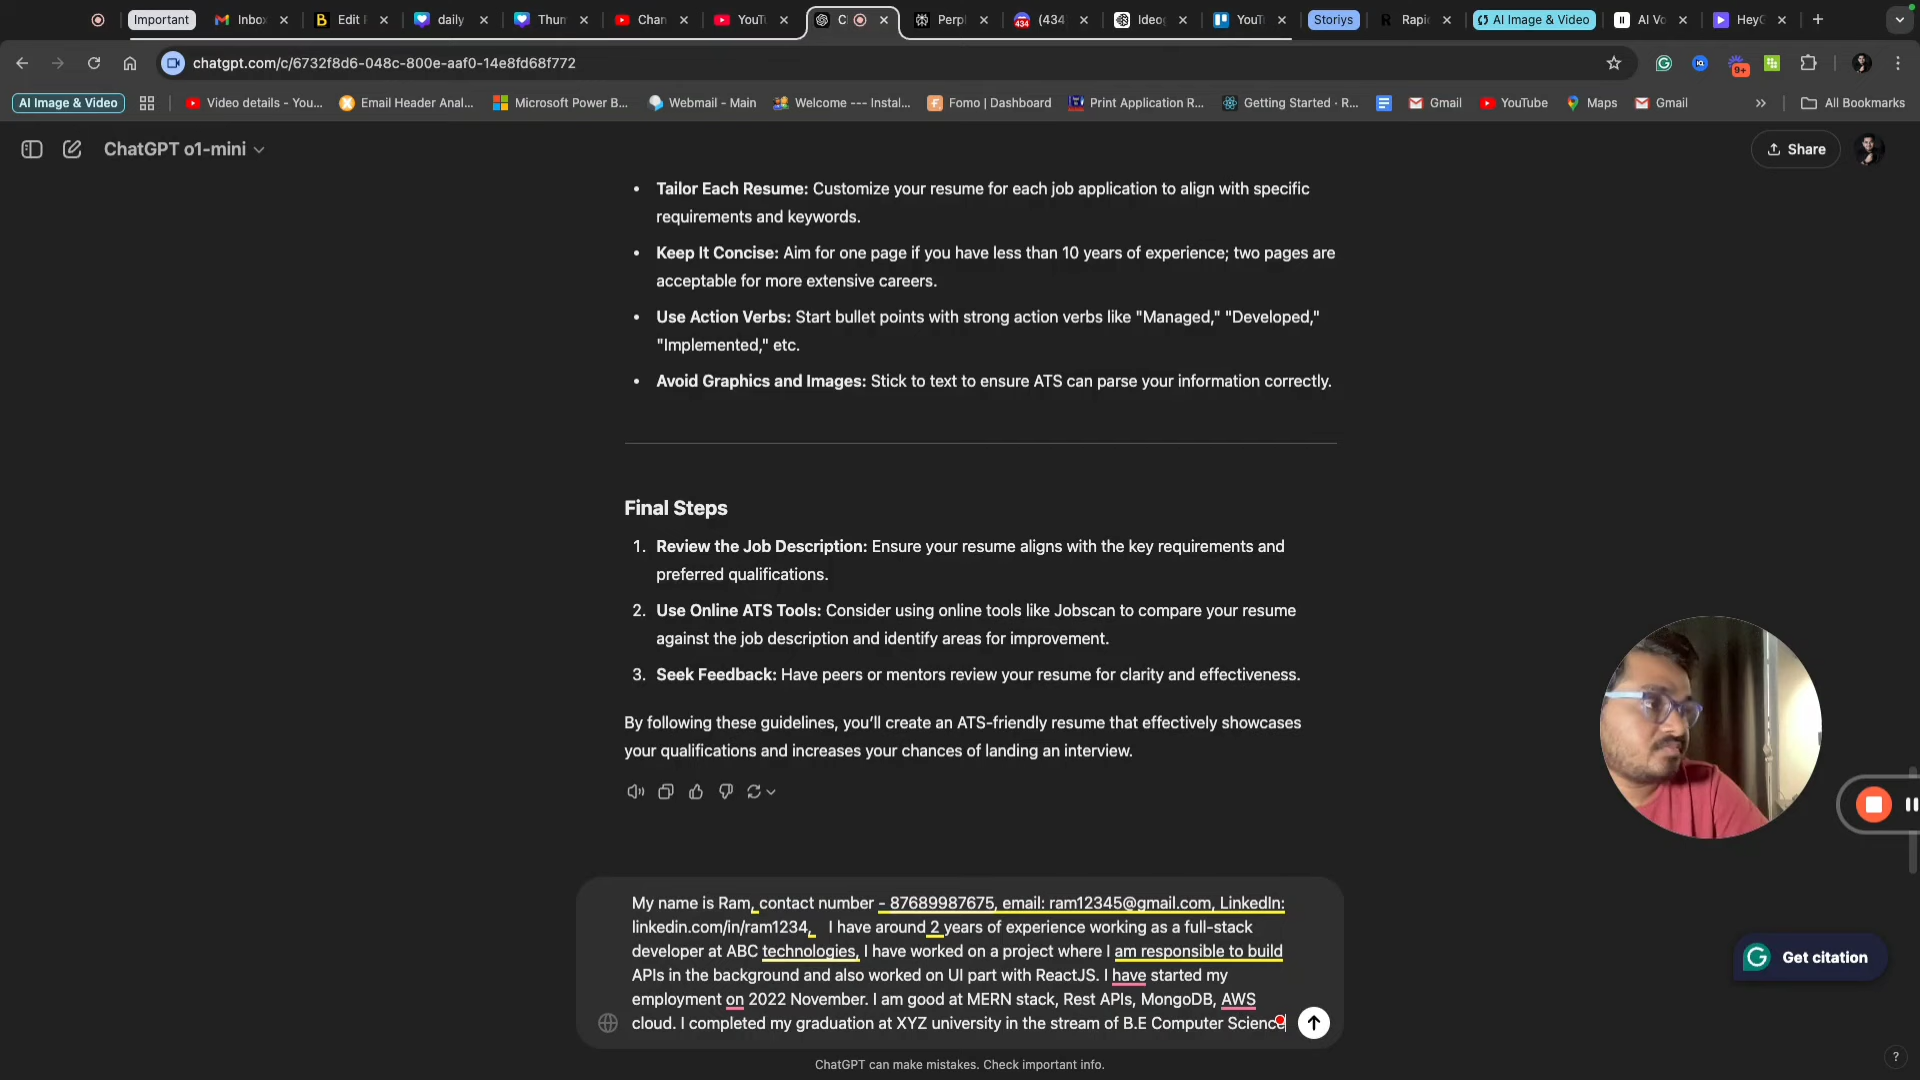 Important
Inbo
Edit
daily
Thun
Chan
YouT
C
Perp
(434
Ideog
YouT
Storiys
Rapi
AI Image & Video
AI Vo
HeyG
chatgpt.com/c/6732f8d6-048c-800e-aaf0-14e8fd68f772
9+
AI Image & Video
Video details - You...
Email Header Anal...
Microsoft Power B...
Webmail - Main
Welcome --- Instal...
Fomo | Dashboard
Print Application R...
Getting Started · R...
Gmail
YouTube
Maps
Gmail
All Bookmarks
ChatGPT o1-mini
Share
• Tailor Each Resume: Customize your resume for each job application to align with specific
requirements and keywords.
• Keep It Concise: Aim for one page if you have less than 10 years of experience; two pages are
acceptable for more extensive careers.
• Use Action Verbs: Start bullet points with strong action verbs like "Managed," "Developed,"
"Implemented," etc.
• Avoid Graphics and Images: Stick to text to ensure ATS can parse your information correctly.
Final Steps
1. Review the Job Description: Ensure your resume aligns with the key requirements and
preferred qualifications.
2. Use Online ATS Tools: Consider using online tools like Jobscan to compare your resume
against the job description and identify areas for improvement.
3. Seek Feedback: Have peers or mentors review your resume for clarity and effectiveness.
By following these guidelines, you’ll create an ATS-friendly resume that effectively showcases
your qualifications and increases your chances of landing an interview.
My name is Ram, contact number - 87689987675, email: ram12345@gmail.com, LinkedIn:
linkedin.com/in/ram1234, I have around 2 years of experience working as a full-stack
developer at ABC technologies, I have worked on a project where I am responsible to build
APIs in the background and also worked on UI part with ReactJS. I have started my
employment on 2022 November. I am good at MERN stack, Rest APIs, MongoDB, AWS
cloud. I completed my graduation at XYZ university in the stream of B.E Computer Science
Get citation
ChatGPT can make mistakes. Check important info.
?